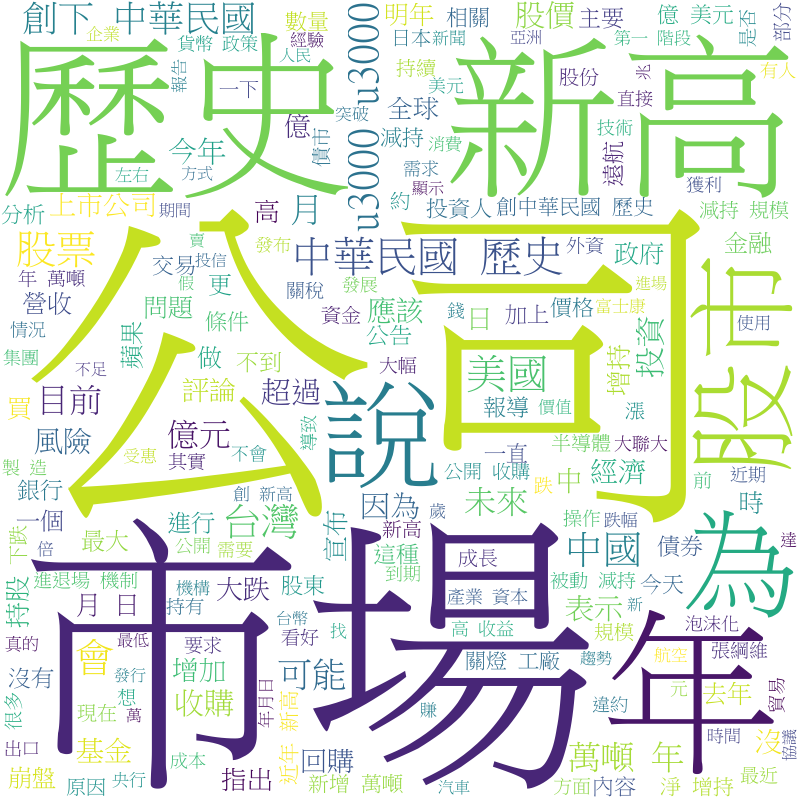 創下 中華民國
企業
貨幣 政策
經驗
數量
明年
相關
股價
主要
億 美元
是否
部分
歷史
新高
報告
人民
一下
日本
新聞
亞洲
第一 階段
持續
美元
股份
兆
有人
u3000 u3000
突破
全球
直接
億
債市
減持
消費
技術
今年
左右
方式
需求
顯示
遠航
獲利
分析
上市公司
期間
高
月
約
投資人
創中華民國 歷史
減持 規模
股票
賣
發布
中華民國 歷史
外資
政府
金融
公司
股市
年 萬噸
交易
投信
更
關稅
發展
應該
日
加上
錢
價格
進場
富士康
營收
假
問題
條件
資金
公告
情況
蘋果
做
不到
說
美國
增持
投資
使用
集團
不足
評論
大幅
報導
價值
漲
買
目前
超過
導致
受惠
億元
風險
其實
不會
一直
半導體
大聯大
製 造
公開 收購
跌
中
經濟
前
近期
銀行
創 新高
歲
因為
未來
時
為
一個
進行
台灣
宣布
新高
操作
跌幅
達
下跌
倍
最大
公開
需要
這種
成長
中國
債券
持股
進退場 機制
機構
大跌
股東
到期
被動 減持
今天
市場
年
月 日
持有
台幣
看好
找
產業 資本
表示
新
泡沫化
真的
會
最低
要求
高 收益
規模
張綱維
沒有
增加
可能
關燈 工廠
趨勢
航空
發行
想
收購
年月日
元
去年
貿易
很多
現在
萬
賺
違約
出口
基金
近年
新高
回購
萬噸 年
沒
時間
協議
崩盤
原因
央行
成本
指出
新增 萬噸
汽車
方面
內容
淨 增持
最近